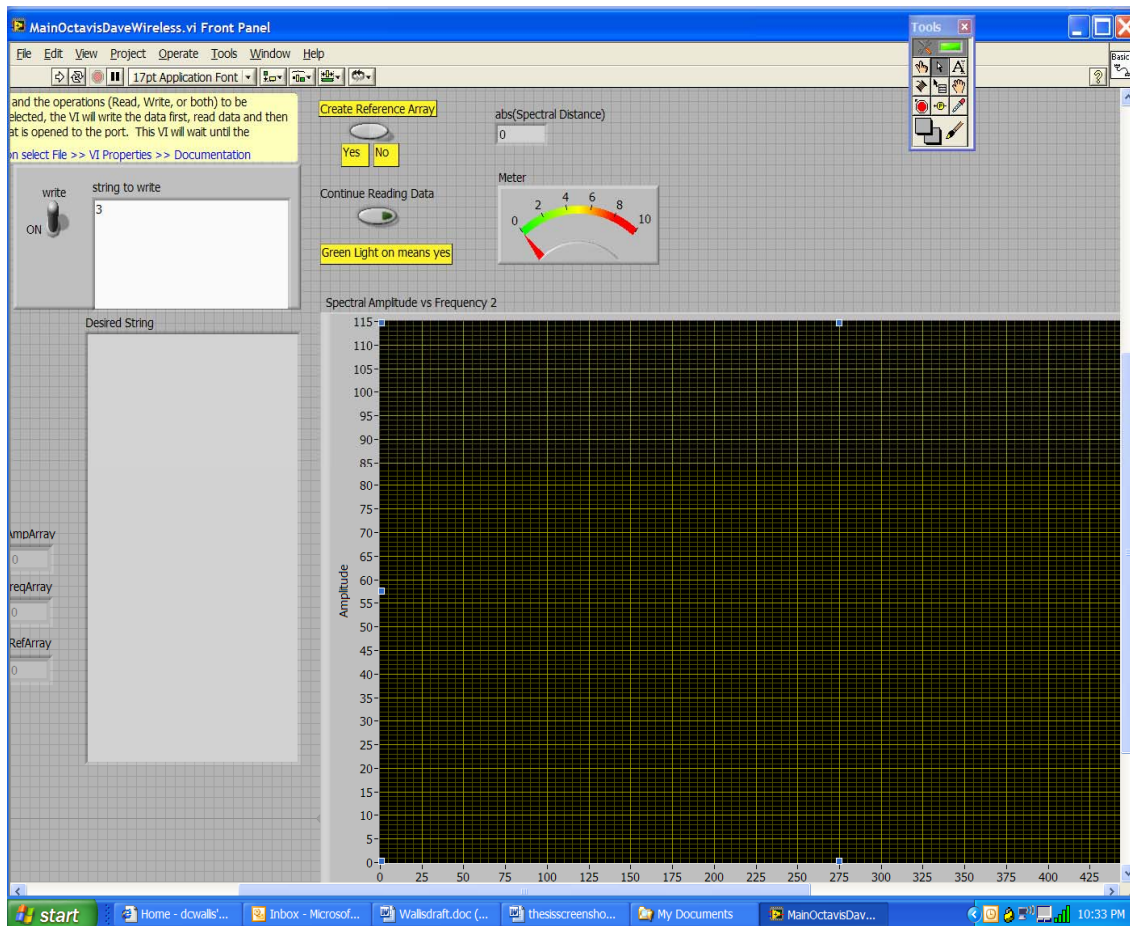 MainOctavisDaveWireless.vi Front Panel
Tools
File Edit View Project Operate Tools Window Help
17pt Application Font
Basic
and the operations (Read, Write, or both) to be
elected, the VI will write the data first, read data and then
at is opened to the port. This VI will wait until the
on select File >> VI Properties >> Documentation
Create Reference Array
Yes No
abs(Spectral Distance)
0
write
ON
string to write
3
Continue Reading Data
Green Light on means yes
Meter
0 2 4 6 8 10
Spectral Amplitude vs Frequency 2
Desired String
AmpArray
0
reqArray
0
RefArray
0
Amplitude
115
110
105
100
95
90
85
80
75
70
65
60
55
50
45
40
35
30
25
20
15
10
5
0
0 25 50 75 100 125 150 175 200 225 250 275 300 325 350 375 400 425
start
Home - dcwalls'...
Inbox - Microsof...
Wallsdraft.doc (...
thesisscreensho...
My Documents
MainOctavisDav...
10:33 PM